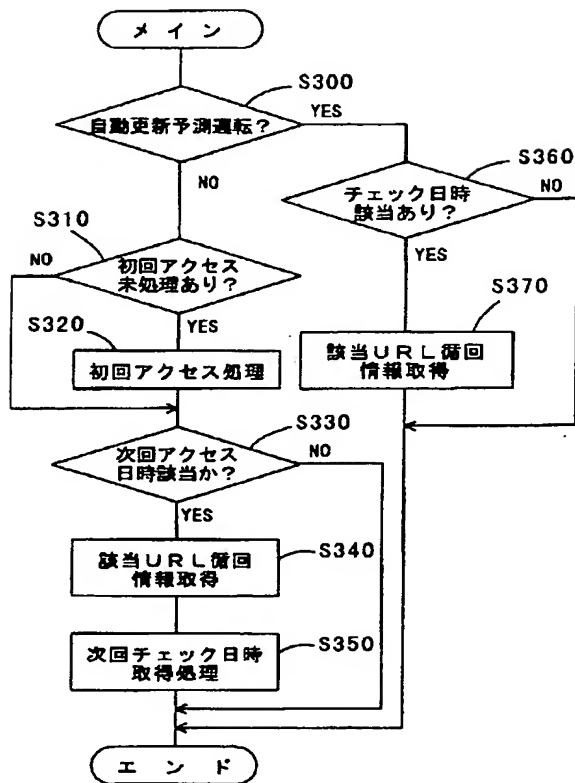 メイン
S300
自動更新予測運転?
YES
NO
S360
チェック日時
該当あり?
NO
YES
S310
NO
初回アクセス
未処理あり?
YES
S320
初回アクセス処理
S370
該当URL循回
情報取得
S330
次回アクセス
日時該当か?
NO
YES
S340
該当URL循回
情報取得
S350
次回チェック日時
取得処理
エンド